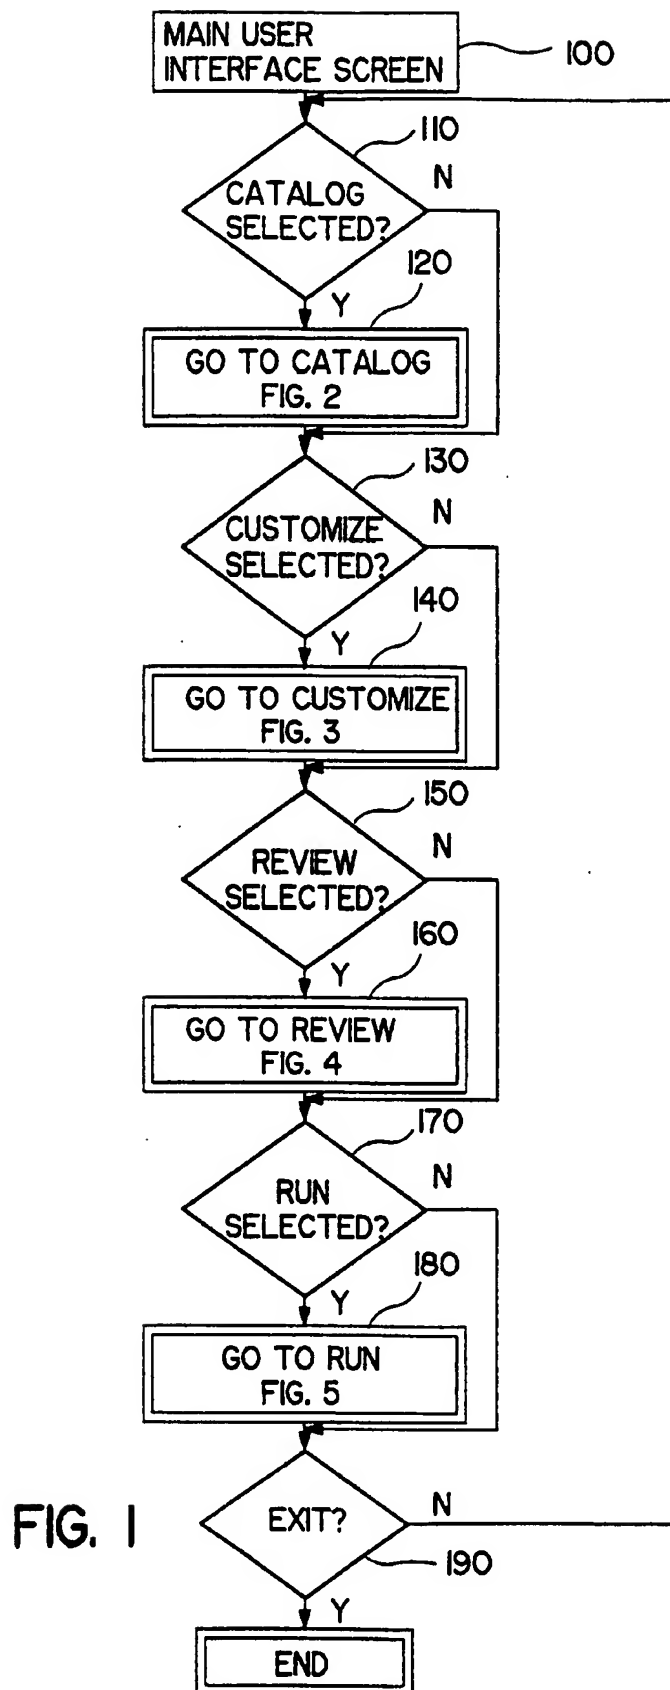 MAIN USER
INTERFACE SCREEN
100
110
N
CATALOG
SELECTED?
120
Y
GO TO CATALOG
FIG. 2
130
N
CUSTOMIZE
SELECTED?
140
Y
GO TO CUSTOMIZE
FIG. 3
150
N
REVIEW
SELECTED?
160
Y
GO TO REVIEW
FIG. 4
170
N
RUN
SELECTED?
180
Y
GO TO RUN
FIG. 5
FIG. 1
EXIT?
N
190
Y
END